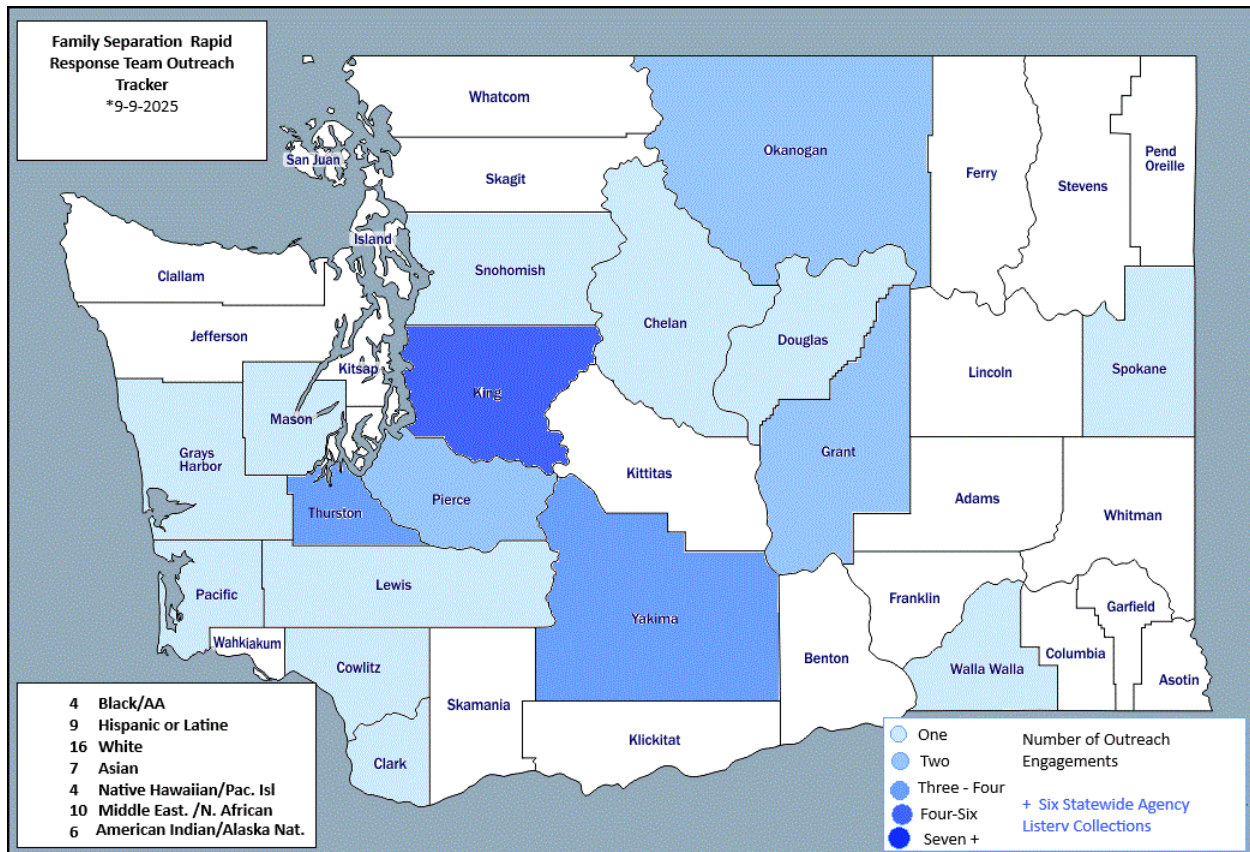 Family Separation Rapid
Response Team Outreach
Tracker
*9-9-2025
Whatcom
San Juan
Skagit
Okanogan
Ferry
Stevens
Pend
Oreille
Island
Clallam
Snohomish
Jefferson
Chelan
Douglas
Kitsap
King
Lincoln
Spokane
Mason
Grays
Harbor
Kittitas
Grant
Thurston
Pierce
Adams
Whitman
Pacific
Lewis
Yakima
Franklin
Garfield
Wahkiakum
Cowlitz
Benton
Walla Walla
Columbia
Asotin
Skamania
Klickitat
Clark
4 Black/AA
9 Hispanic or Latine
16 White
7 Asian
4 Native Hawaiian/Pac. Isl
10 Middle East. /N. African
6 American Indian/Alaska Nat.
One
Two
Three - Four
Four-Six
Seven +
Number of Outreach
Engagements
+ Six Statewide Agency
Listerv Collections